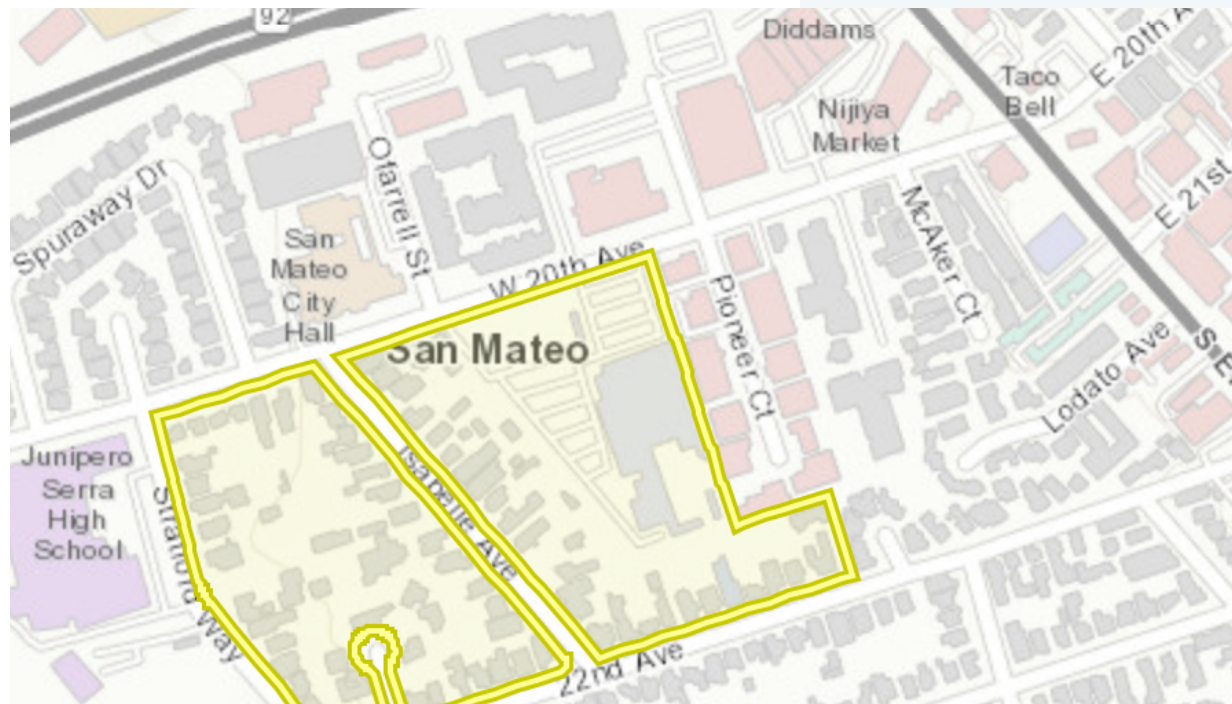 92
Diddams
E 20th A
Taco
Bell
Nijiya
Market
Ofarrell St
Spuraway Dr
McAker Ct
E 21st
San
Mateo
City
Hall
W 20th Ave
Pioneer Ct
San Mateo
Lodato Ave
S E
Junipero
Serra
High
School
Isabelle Ave
Stratford Way
22nd Ave